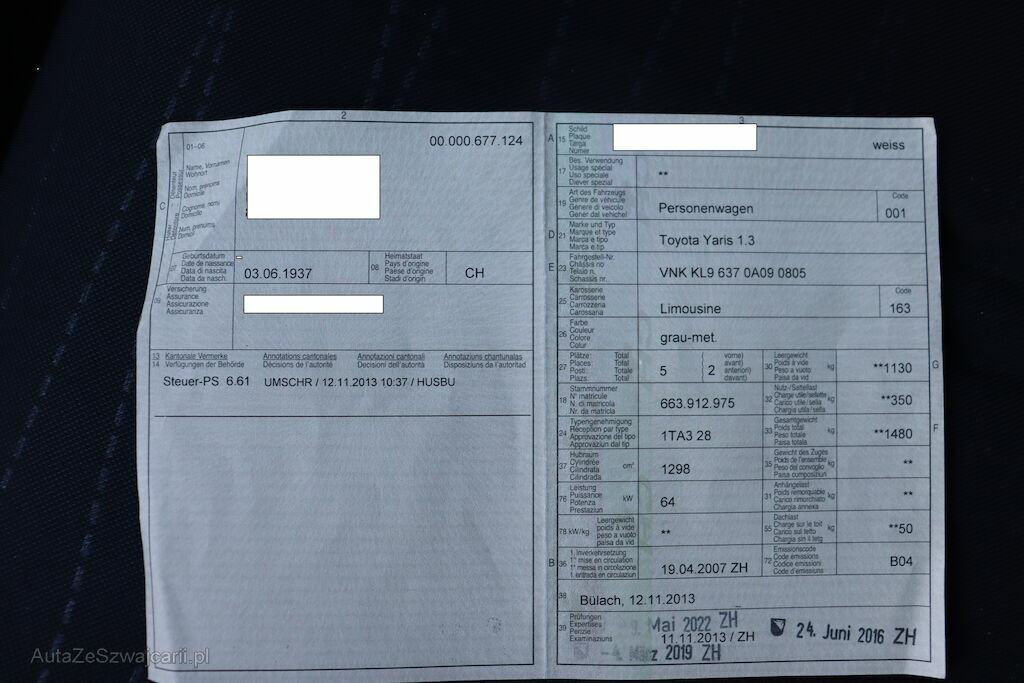 2
00.000.677.124
01-06
C
Name, Vornamen
Wohnort
Nom, prénoms
Domicile
Cognome, nomi
Domicilio
Num, prenums
Domicil
07
Geburtsdatum
Date de naissance
Data di nascita
Data da nasch.
03.06.1937
08
Heimatstaat
Pays d'origine
Paese d'origine
Stadi d'origin
CH
09
Versicherung
Assurance
Assicurazione
Assicuranza
13 Kantonale Vermerke Annotations cantonales Annotazioni cantonali Annotaziuns chantunalas
14 Verfügungen der Behörde Décisions de l'autorité Decisioni dell'autorità Disposiziuns da l'autoritad
Steuer-PS 6.61 UMSCHR / 12.11.2013 10:37 / HUSBU
3
A 15
Schild
Plaque
Targa
Numer
weiss
17
Bes. Verwendung
Usage spécial
Uso speciale
Diever spezial
**
19
Art des Fahrzeugs
Genre de véhicule
Genere di veicolo
Gener dal vehichel
Personenwagen
Code
001
D 21
Marke und Typ
Marque et type
Marca e tipo
Marca e tip
Toyota Yaris 1.3
E 23
Fahrgestell-Nr.
Châssis no
Telaio n.
Schassis nr.
VNK KL9 637 0A09 0805
25
Karosserie
Carrosserie
Carrozzeria
Carossaria
Limousine
Code
163
26
Farbe
Couleur
Colore
Calur
grau-met.
27
Plätze: Total
Places: Total
Posti: Totale
Plazs: Total
5
2
vorne)
avant)
anteriori)
davant)
30
Leergewicht
Poids à vide
Peso a vuoto
Paisa da vid
kg
**1130
G
18
Stammnummer
N° matricule
N. di matricola
Nr. da matricla
663.912.975
32
Nutz-/Sattellast
Charge utile/sellette
Carico utile/sella
Chargia utila/sella
kg
**350
24
Typengenehmigung
Réception par type
Approvazione del tipo
Approvaziun dal tip
1TA3 28
33
Gesamtgewicht
Poids total
Peso totale
Paisa totala
kg
**1480
F
37
Hubraum
Cylindrée
Cilindrata
Cilindrada
cm³
1298
35
Gewicht des Zuges
Poids de l'ensemble
Peso del convoglio
Paisa cumposiziun
kg
**
76
Leistung
Puissance
Potenza
Prestaziun
kW
64
31
Anhängelast
Poids remorquable
Carico rimorchiato
Chargia annexa
kg
**
78 kW/kg
Leergewicht
poids à vide
peso a vuoto
paisa da vid
**
55
Dachlast
Charge sur le toit
Carico sul tetto
Chargia sin il tetg
kg
**50
B 36
1. Inverkehrsetzung
1re mise en circulation
1a messa in circolazione
1. entrada en circulaziun
19.04.2007 ZH
72
Emissionscode
Code émissions
Codice emissioni
Code d'emissiuns
B04
38
Bülach, 12.11.2013
39
Prüfungen
Expertises
Perizie
Examinaziuns
Mai 2022 ZH
11.11.2013 / ZH
24. Juni 2016 ZH
-4. März 2019 ZH
AutaZeSzwajcarii.pl